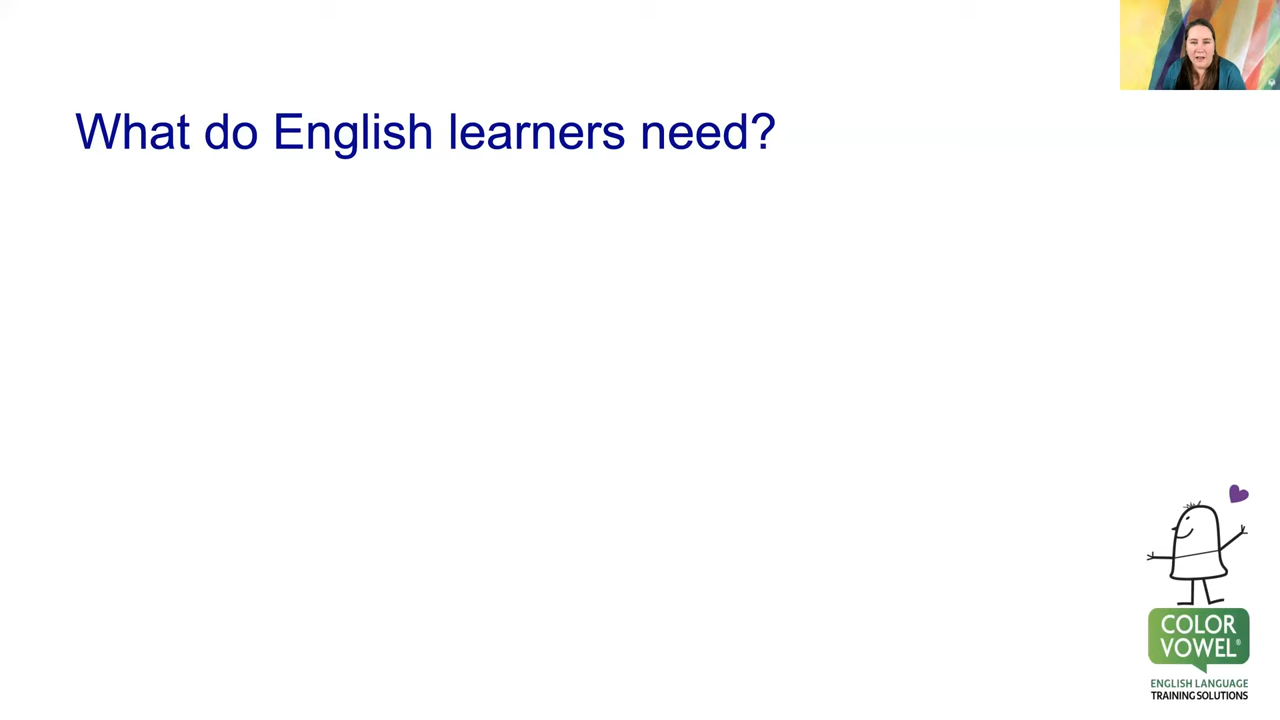 What do English learners need?
COLOR
VOWEL®
ENGLISH LANGUAGE
TRAINING SOLUTIONS